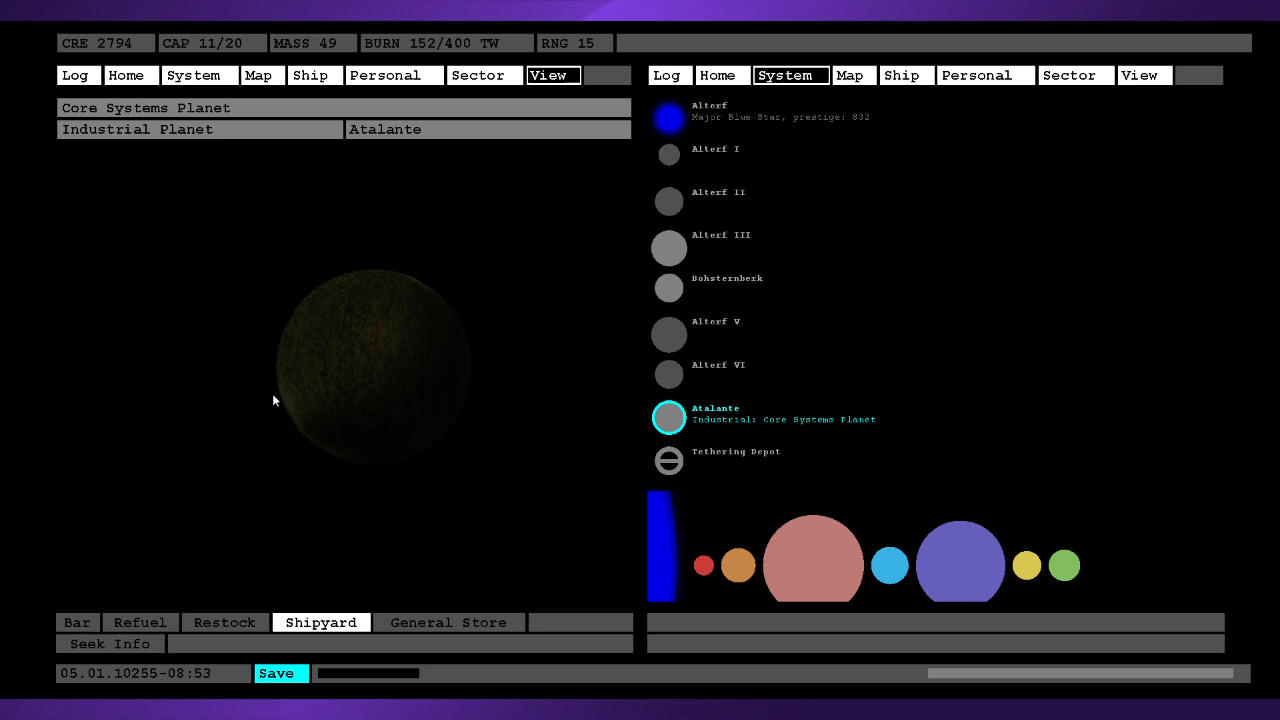 CRE 2794 CAP 11/20 MASS 49 BURN 152/400 TW RNG 15
Log Home System Map Ship Personal Sector View
Core Systems Planet
Industrial Planet Atalante
Bar Refuel Restock Shipyard General Store
Seek Info
Log Home System Map Ship Personal Sector View
Alterf
Major Blue Star, prestige: 832
Alterf I
Alterf II
Alterf III
Bohsternberk
Alterf V
Alterf VI
Atalante
Industrial: Core Systems Planet
Tethering Depot
05.01.10255-08:53 Save